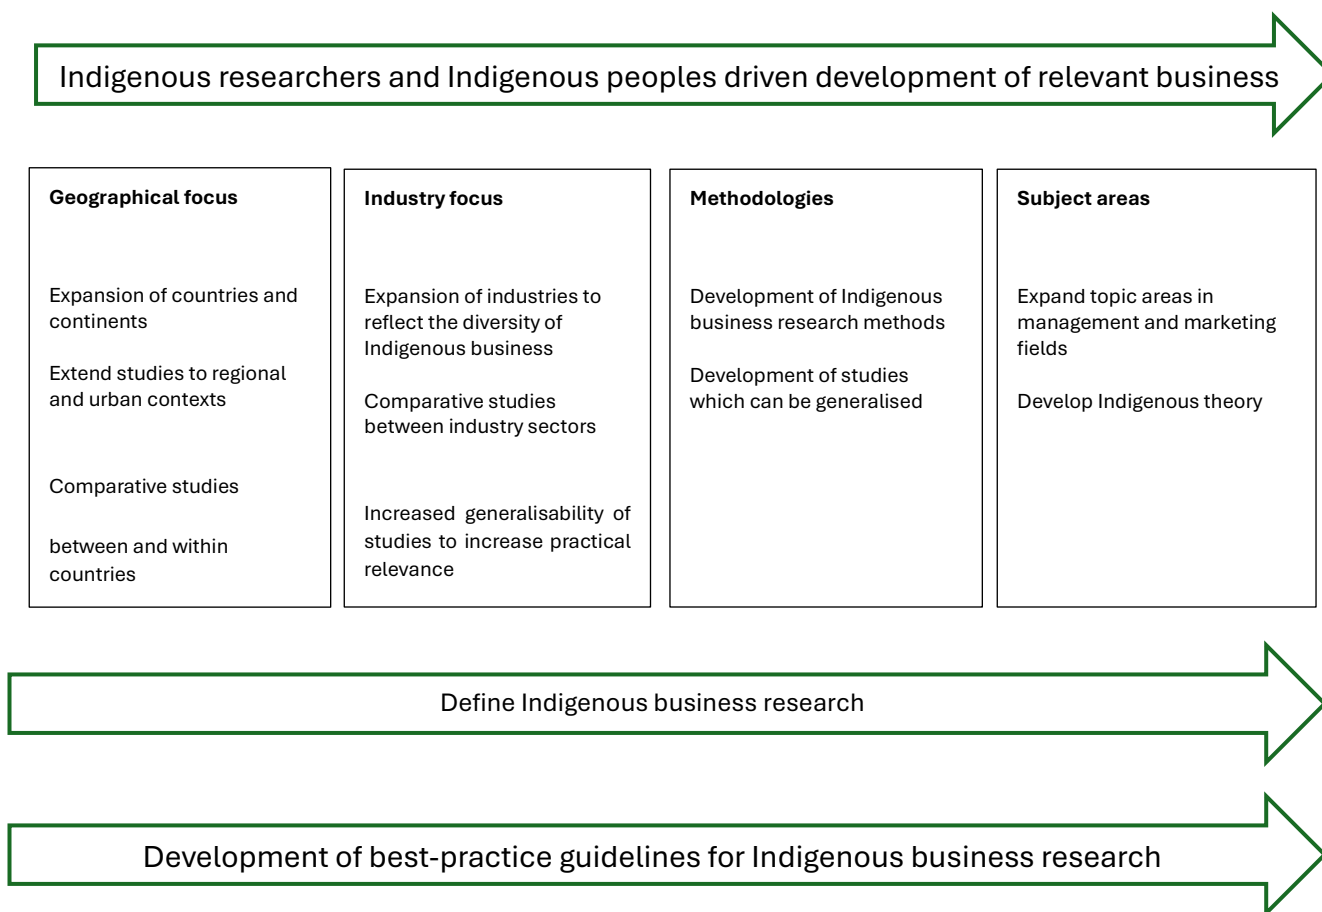 Indigenous researchers and Indigenous peoples driven development of relevant business
Geographical focus
Expansion of countries and
continents
Extend studies to regional
and urban contexts
Comparative studies
between and within
countries
Industry focus
Expansion of industries to
reflect the diversity of
Indigenous business
Comparative studies
between industry sectors
Increased generalisability of
studies to increase practical
relevance
Methodologies
Development of Indigenous
business research methods
Development of studies
which can be generalised
Subject areas
Expand topic areas in
management and marketing
fields
Develop Indigenous theory
Define Indigenous business research
Development of best-practice guidelines for Indigenous business research